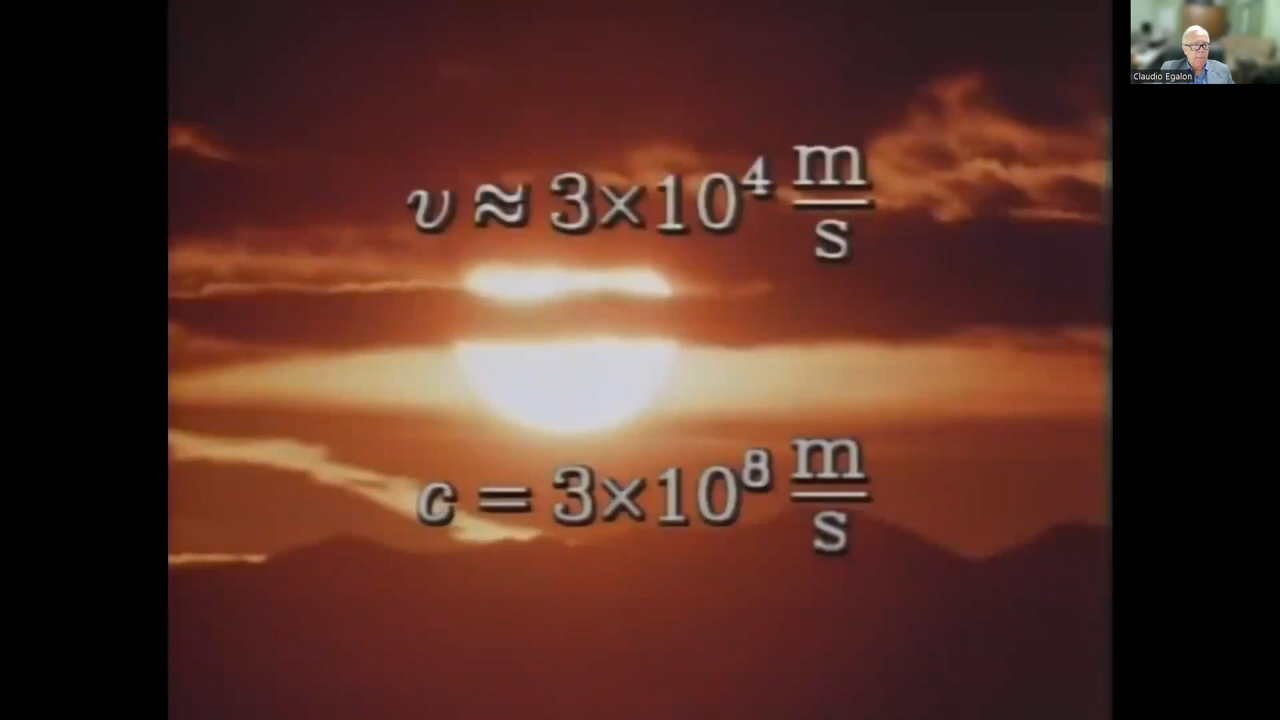 v ≈ 3×10⁴ m/s
c = 3×10⁸ m/s
Claudio Egalon